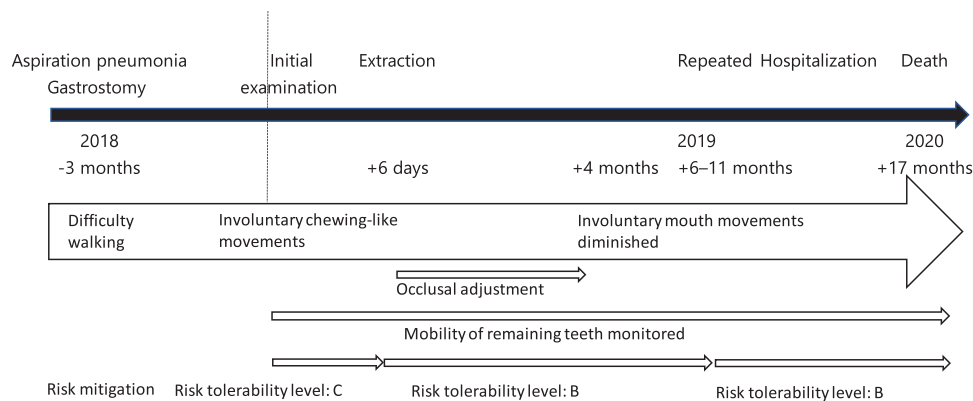 Aspiration pneumonia
Gastrostomy
Initial
examination
Extraction
Repeated Hospitalization
Death
2018
2019
2020
-3 months
+6 days
+4 months
+6–11 months
+17 months
Difficulty
walking
Involuntary chewing-like
movements
Involuntary mouth movements
diminished
Occlusal adjustment
Mobility of remaining teeth monitored
Risk mitigation
Risk tolerability level: C
Risk tolerability level: B
Risk tolerability level: B